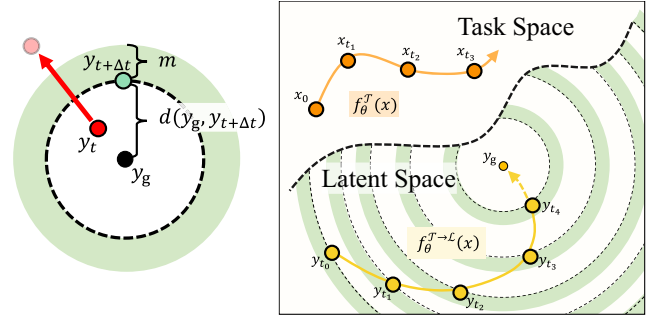 y_{t+Δt}
m
d(y_g, y_{t+Δt})
y_t
y_g
Task Space
x_0
x_{t_1}
x_{t_2}
x_{t_3}
f_θ^𝒯(x)
Latent Space
y_g
f_θ^{𝒯→ℒ}(x)
y_{t_0}
y_{t_1}
y_{t_2}
y_{t_3}
y_{t_4}